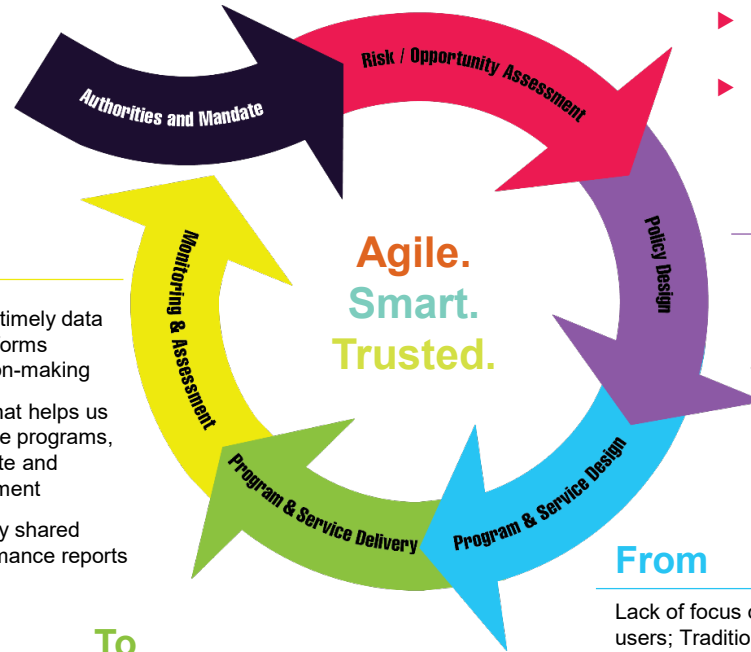 Authorities and Mandate
Risk / Opportunity Assessment
Policy Design
Program & Service Design
Program & Service Delivery
Monitoring & Assessment
Agile.
Smart.
Trusted.
timely data
on-making
hat helps us
e programs,
te and
ment
y shared
mance reports
To
From
Lack of focus
users;